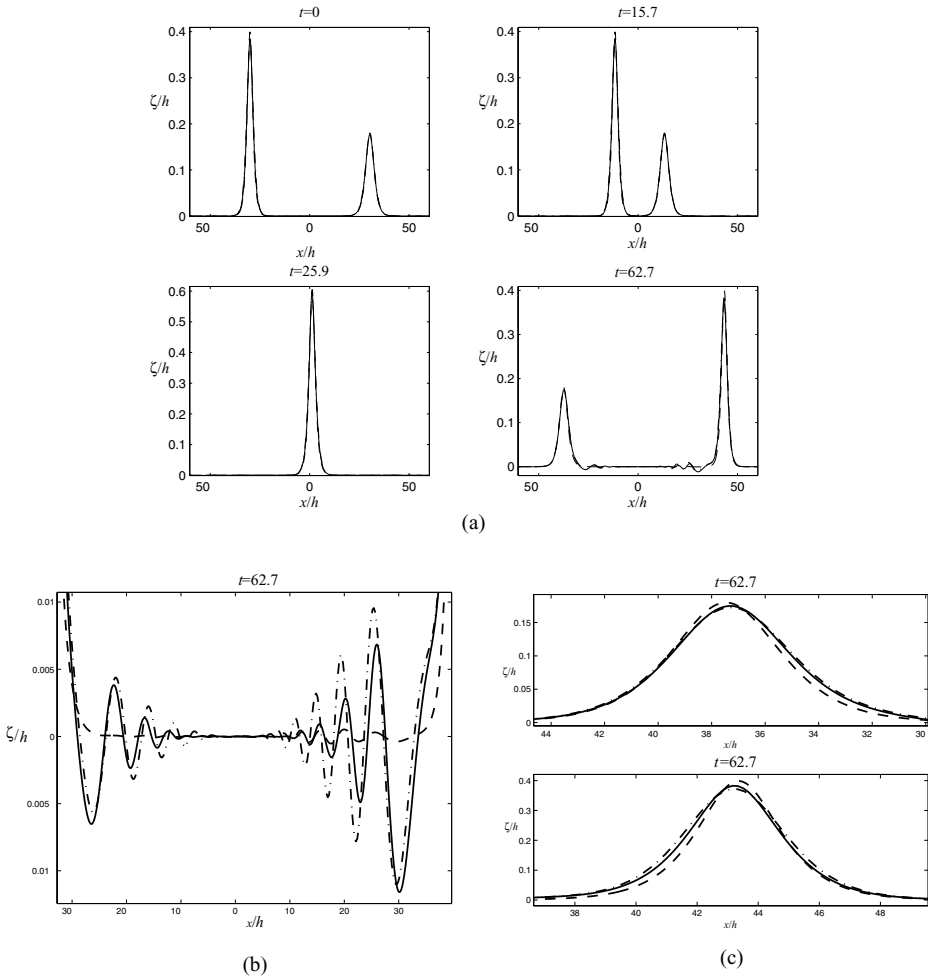 t=0
0.4
0.3
ζ/h
0.2
0.1
0
50 0 50
x/h
t=15.7
0.4
0.3
ζ/h
0.2
0.1
0
50 0 50
x/h
t=25.9
0.6
0.5
ζ/h
0.4
0.3
0.2
0.1
0
50 0 50
x/h
t=62.7
0.4
0.3
ζ/h
0.2
0.1
0
50 0 50
x/h
(a)
t=62.7
0.01
0.005
ζ/h
0
0.005
0.01
30 20 10 0 10 20 30
x/h
(b)
t=62.7
0.15
0.1
ζ/h
0.05
0
44 42 40 38 36 34 32 30
x/h
t=62.7
0.4
0.3
ζ/h
0.2
0.1
0
38 40 42 44 46 48
x/h
(c)